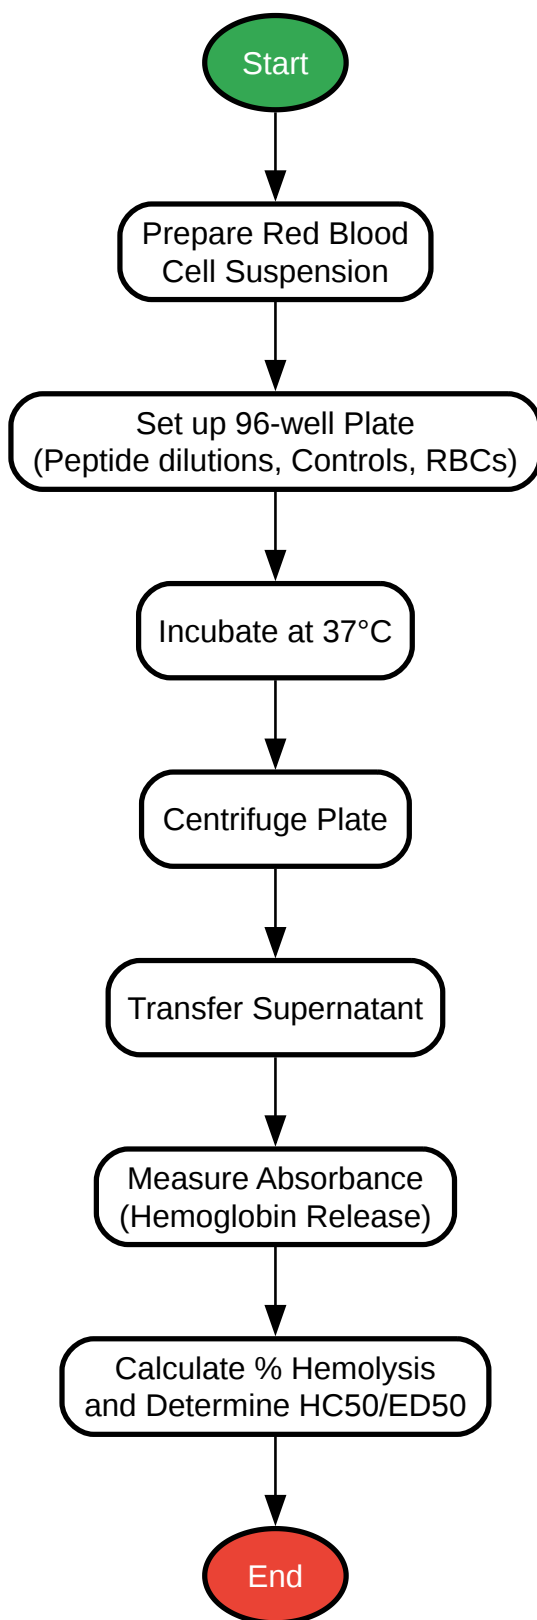 Start
Prepare Red Blood
Cell Suspension
Set up 96-well Plate
(Peptide dilutions, Controls, RBCs)
Incubate at 37°C
Centrifuge Plate
Transfer Supernatant
Measure Absorbance
(Hemoglobin Release)
Calculate % Hemolysis
and Determine HC50/ED50
End